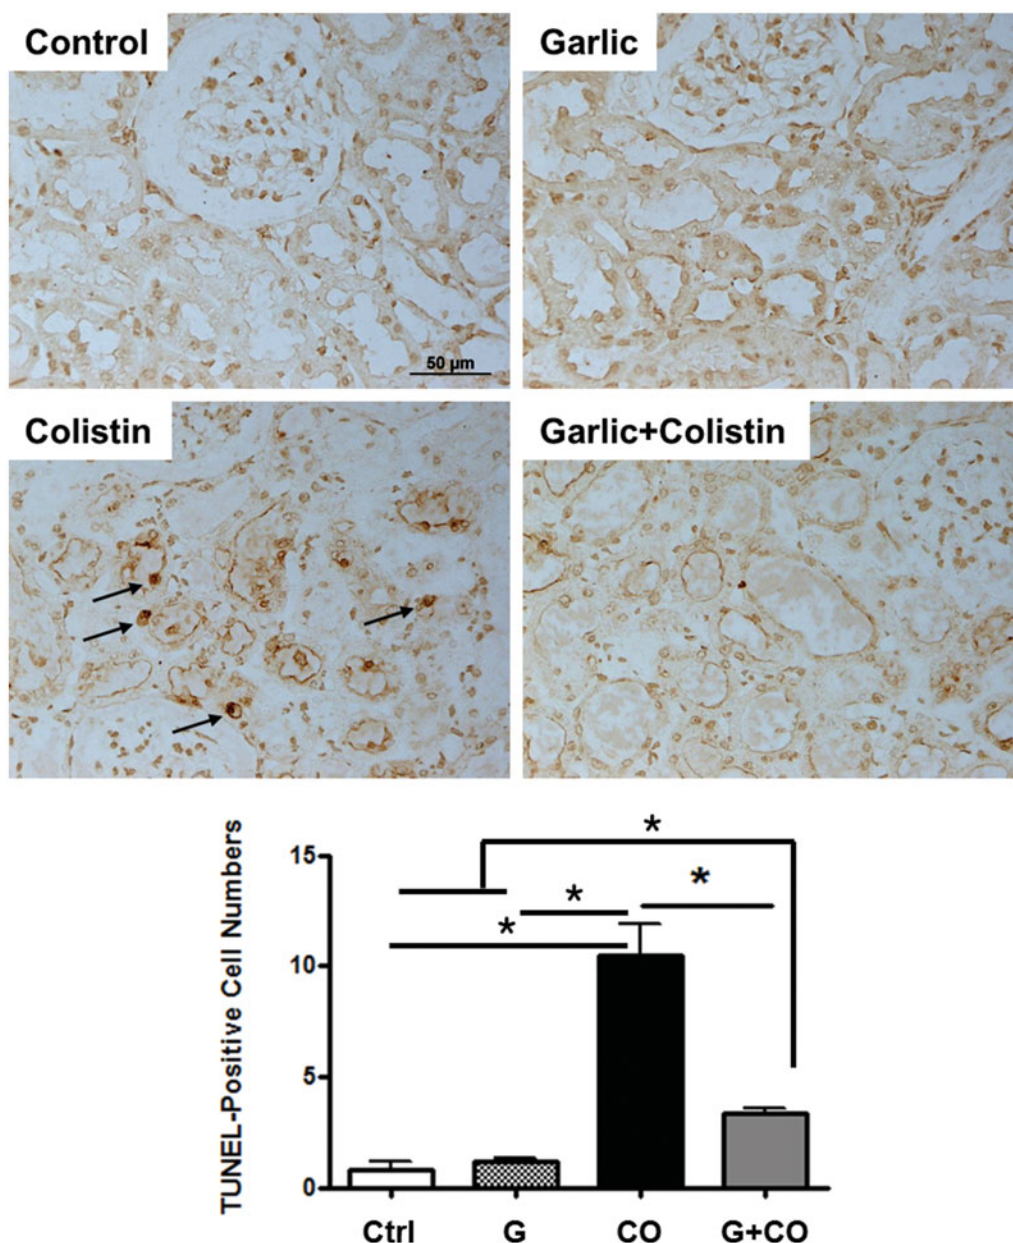 Control
Garlic
50 µm
Colistin
Garlic+Colistin
*
15
*
*
*
10
5
0
TUNEL-Positive Cell Numbers
Ctrl
G
CO
G+CO